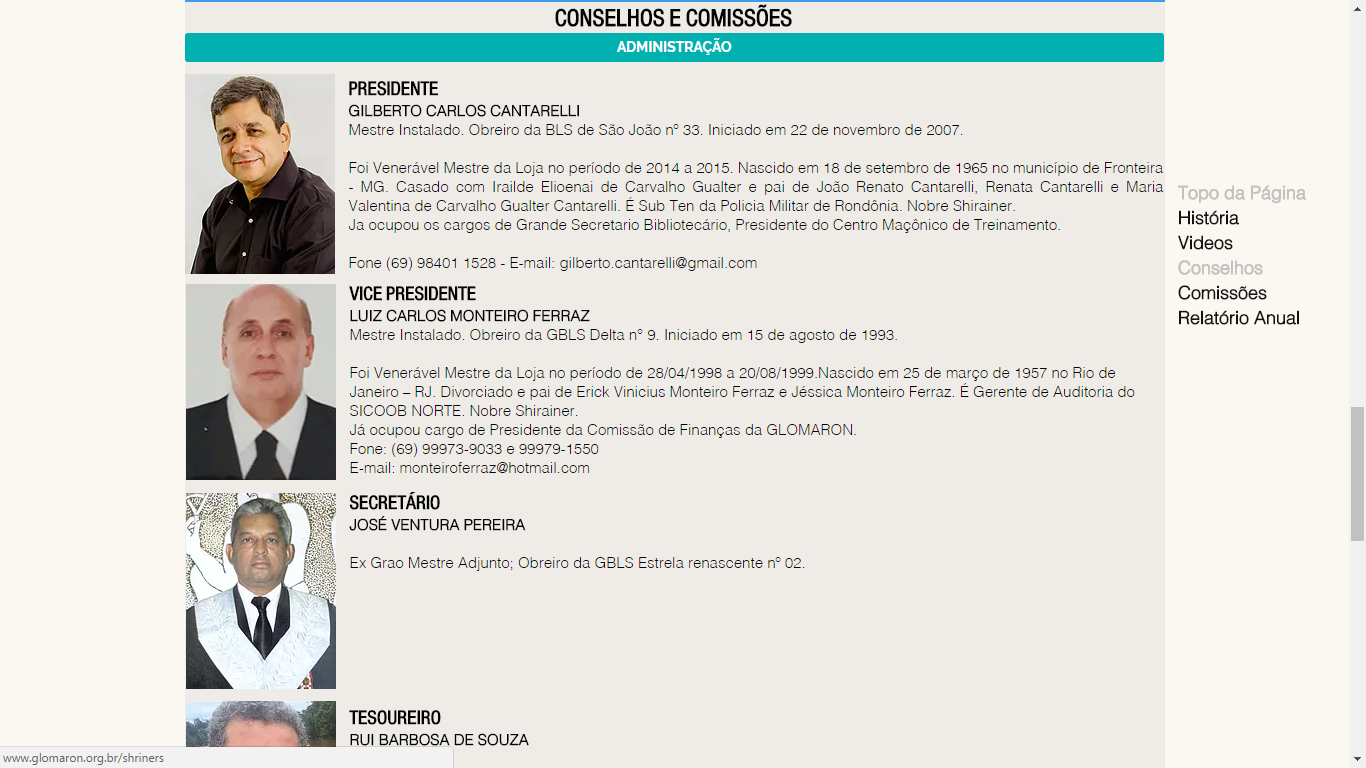 CONSELHOS E COMISSÕES
ADMINISTRAÇÃO
PRESIDENTE
GILBERTO CARLOS CANTARELLI
Mestre Instalado. Obreiro da BLS de São João nº 33. Iniciado em 22 de novembro de 2007.
Foi Venerável Mestre da Loja no período de 2014 a 2015. Nascido em 18 de setembro de 1965 no município de Fronteira
- MG. Casado com Irailde Elioenai de Carvalho Gualter e pai de João Renato Cantarelli, Renata Cantarelli e Maria
Valentina de Carvalho Gualter Cantarelli. É Sub Ten da Policia Militar de Rondônia. Nobre Shirainer.
Ja ocupou os cargos de Grande Secretario Bibliotecário, Presidente do Centro Maçônico de Treinamento.
Fone (69) 98401 1528 - E-mail: gilberto.cantarelli@gmail.com
VICE PRESIDENTE
LUIZ CARLOS MONTEIRO FERRAZ
Mestre Instalado. Obreiro da GBLS Delta n° 9. Iniciado em 15 de agosto de 1993.
Foi Venerável Mestre da Loja no período de 28/04/1998 a 20/08/1999.Nascido em 25 de março de 1957 no Rio de
Janeiro – RJ. Divorciado e pai de Erick Vinicius Monteiro Ferraz e Jéssica Monteiro Ferraz. É Gerente de Auditoria do
SICOOB NORTE. Nobre Shirainer.
Já ocupou cargo de Presidente da Comissão de Finanças da GLOMARON.
Fone: (69) 99973-9033 e 99979-1550
E-mail: monteiroferraz@hotmail.com
SECRETÁRIO
JOSÉ VENTURA PEREIRA
Ex Grao Mestre Adjunto; Obreiro da GBLS Estrela renascente nº 02.
TESOUREIRO
RUI BARBOSA DE SOUZA
Topo da Página
História
Videos
Conselhos
Comissões
Relatório Anual
www.glomaron.org.br/shriners